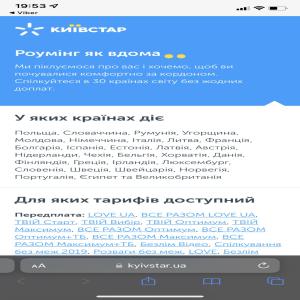 19:53
Viber
КИЇВСТАР
Роумінг як вдома
Ми піклуємося про вас і хочемо, щоб ви
почувалися комфортно за кордоном.
Спілкуйтеся в 30 країнах світу без жодних
доплат.
У яких країнах діє
Польща, Словаччина, Румунія, Угорщина,
Молдова, Німеччина, Італія, Литва, Франція,
Болгарія, Іспанія, Естонія, Латвія, Австрія,
Нідерланди, Чехія, Бельгія, Хорватія, Данія,
Фінляндія, Греція, Ірландія, Люксембург,
Словенія, Швеція, Швейцарія, Норвегія,
Португалія, Єгипет та Великобританія
Для яких тарифів доступний
Передплата: LOVE UA, ВСЕ РАЗОМ LOVE UA,
ТВІЙ Старт, ТВІЙ Вибір, ТВІЙ Оптимум, ТВІЙ
Максимум, ВСЕ РАЗОМ Оптимум, ВСЕ РАЗОМ
Оптимум+ТБ, ВСЕ РАЗОМ Максимум, ВСЕ
РАЗОМ Максимум+ТБ, Безлім Відео, Спілкування
без меж 2019, Розваги без меж, LOVE, Безлім
AA
kyivstar.ua